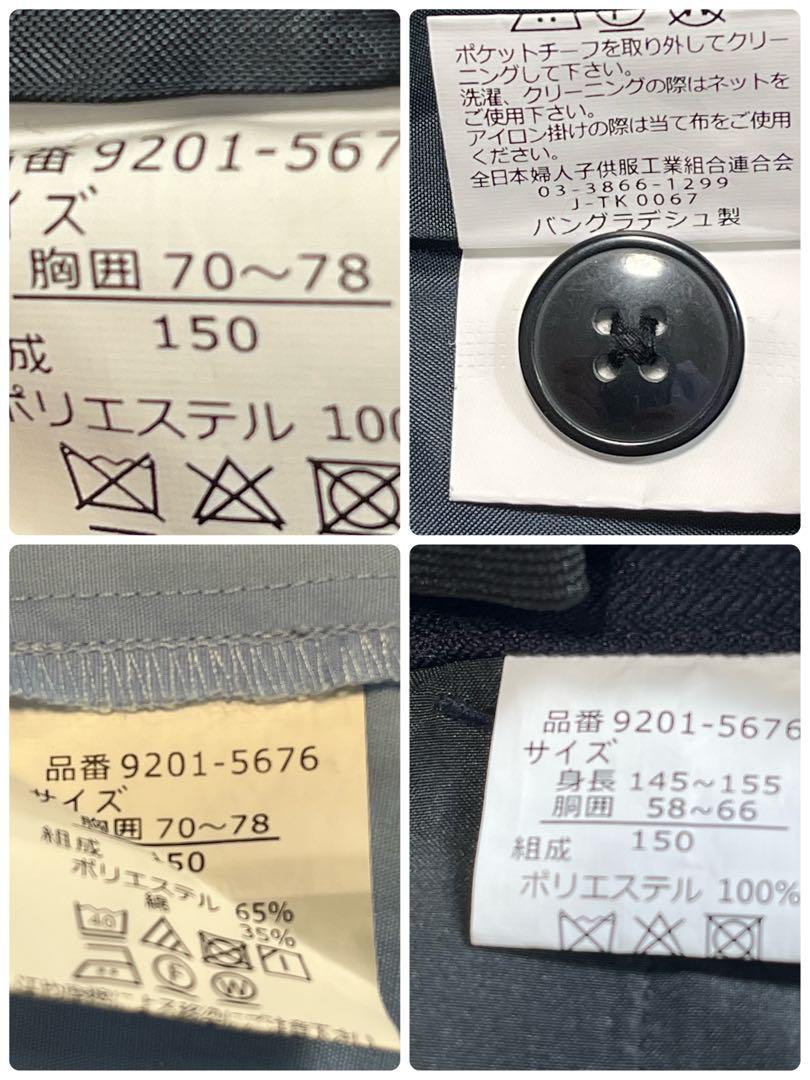 品番 9201-567
イズ
胸囲 70～78
150
成
ポリエステル 100
ポケットチーフを取り外してクリー
ニングして下さい。
洗濯、クリーニングの際はネットを
ご使用下さい。
アイロン掛けの際は当て布をご使用
ください。
全日本婦人子供服工業組合連合会
03-3866-1299
J-TK0067
バングラデシュ製
品番 9201-5676
サイズ
胸囲 70～78
150
組成
ポリエステル 65%
綿 35%
40
F
W
品番 9201-5676
サイズ
身長 145～155
胴囲 58～66
150
組成
ポリエステル 100%